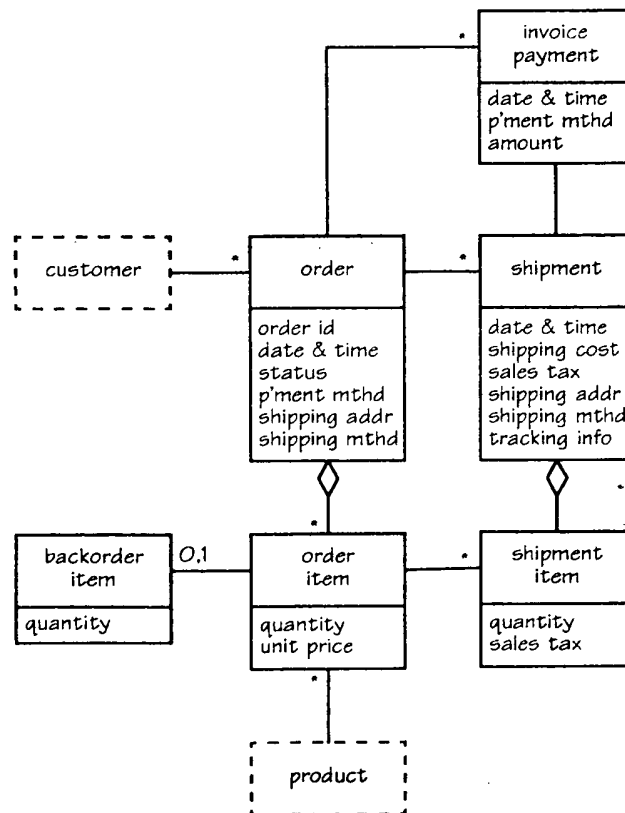 *
invoice
payment
date & time
p'ment mthd
amount
customer
*
order
*
shipment
order id
date & time
status
p'ment mthd
shipping addr
shipping mthd
date & time
shipping cost
sales tax
shipping addr
shipping mthd
tracking info
*
*
backorder
item
0,1
order
item
*
shipment
item
quantity
quantity
unit price
quantity
sales tax
*
product